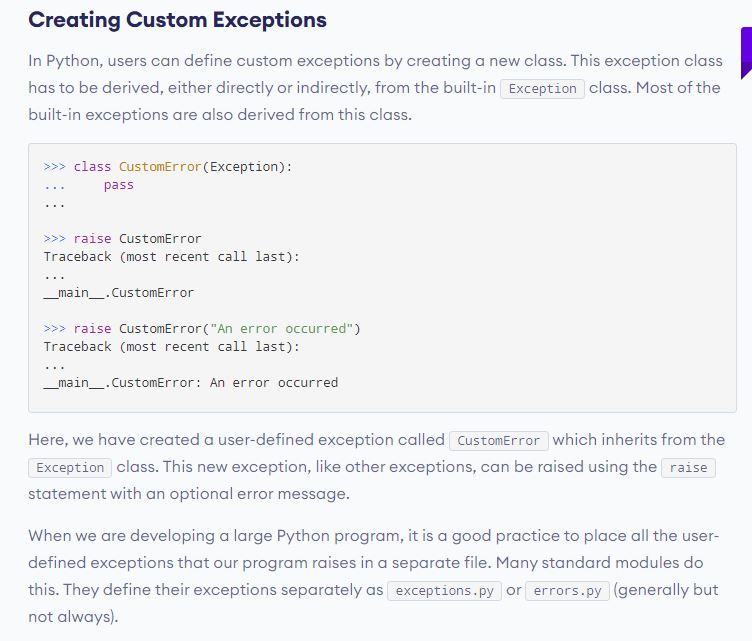 Creating Custom Exceptions
In Python, users can define custom exceptions by creating a new class. This exception class
has to be derived, either directly or indirectly, from the built-in Exception class. Most of the
built-in exceptions are also derived from this class.
>>> class CustomError(Exception):
...     pass
...
>>> raise CustomError
Traceback (most recent call last):
...
__main__.CustomError
>>> raise CustomError("An error occurred")
Traceback (most recent call last):
...
__main__.CustomError: An error occurred
Here, we have created a user-defined exception called CustomError which inherits from the
Exception class. This new exception, like other exceptions, can be raised using the raise
statement with an optional error message.
When we are developing a large Python program, it is a good practice to place all the user-
defined exceptions that our program raises in a separate file. Many standard modules do
this. They define their exceptions separately as exceptions.py or errors.py (generally but
not always).